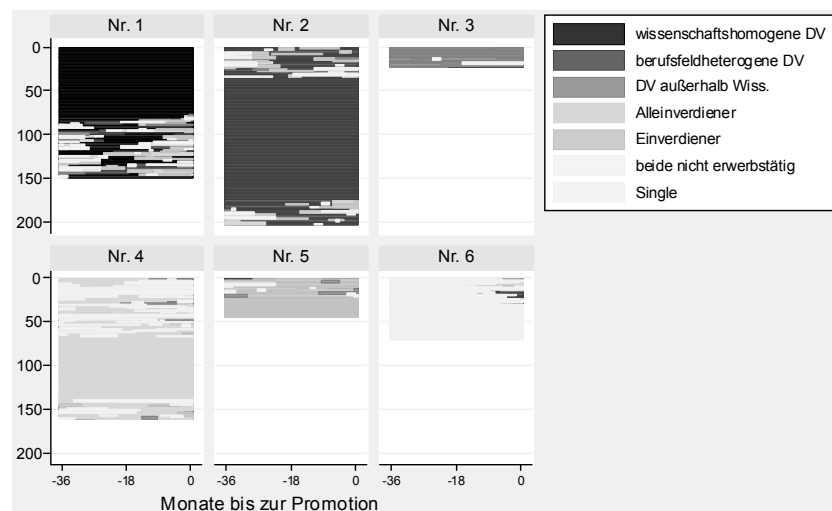 Nr. 1 Nr. 2 Nr. 3
0
50
100
150
200
Nr. 4 Nr. 5 Nr. 6
0
50
100
150
200
-36 -18 0 -36 -18 0 -36 -18 0
Monate bis zur Promotion
wissenschaftshomogene DV
berufsfeldheterogene DV
DV außerhalb Wiss.
Alleinverdiener
Einverdiener
beide nicht erwerbstätig
Single